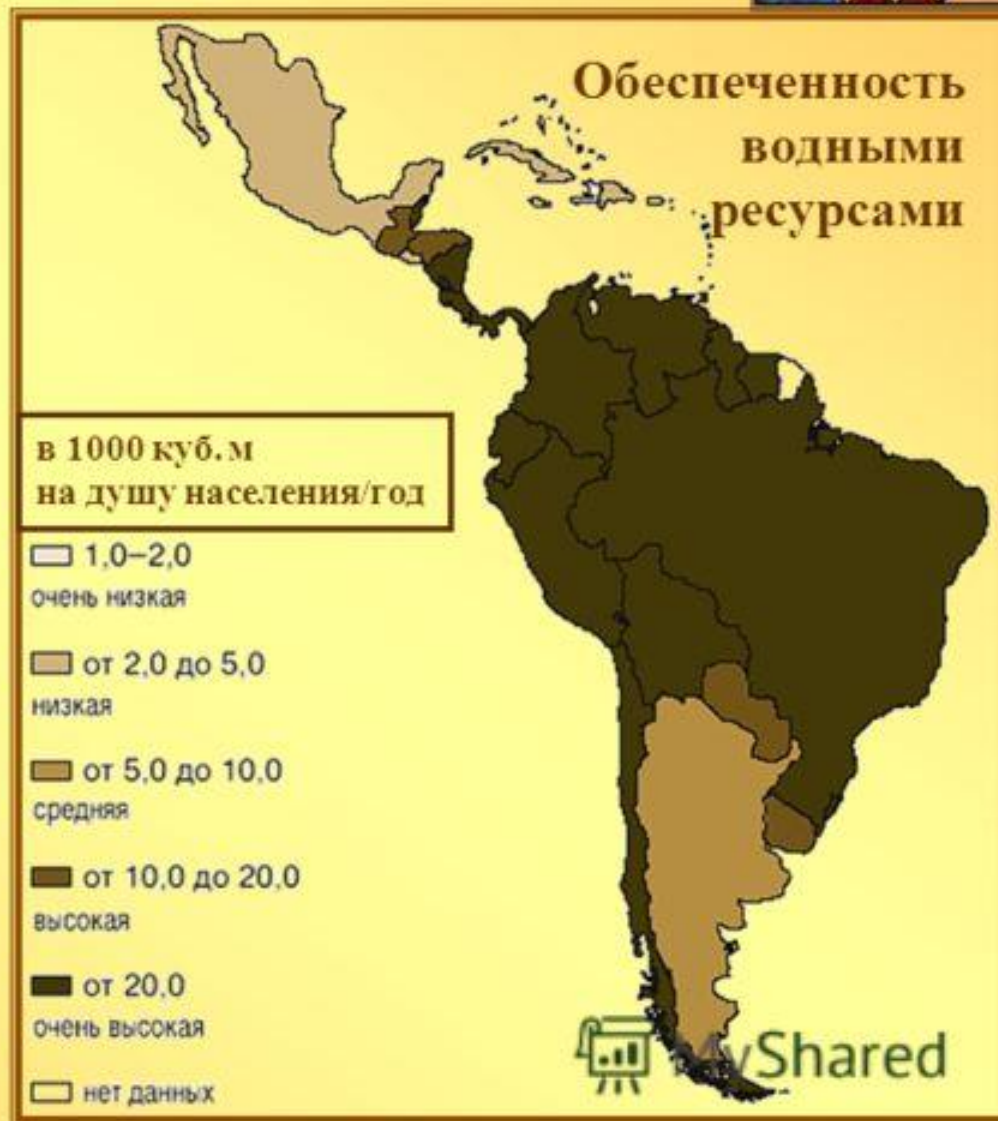 Обеспеченность
водными
ресурсами
в 1000 куб.м
на душу населения/год
1,0–2,0
очень низкая
от 2,0 до 5,0
низкая
от 5,0 до 10,0
средняя
от 10,0 до 20,0
высокая
от 20,0
очень высокая
нет данных
MyShared